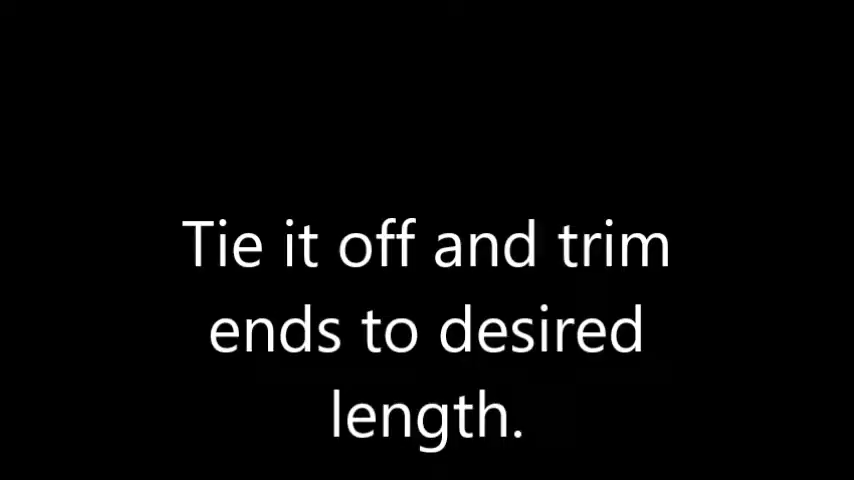 Tie it off and trim
ends to desired
length.